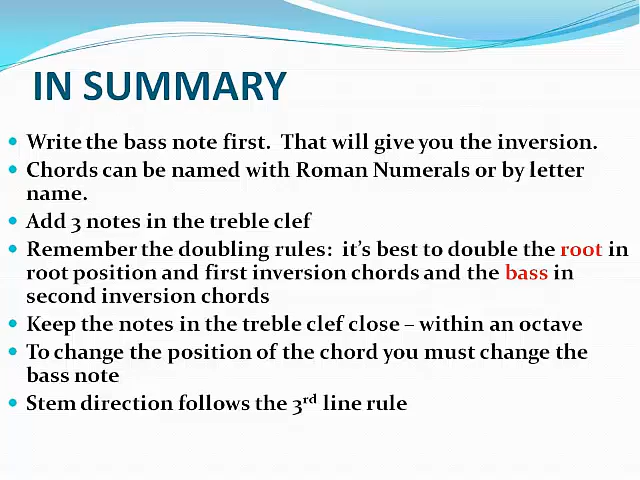 IN SUMMARY
Write the bass note first.  That will give you the inversion.
Chords can be named with Roman Numerals or by letter
name.
Add 3 notes in the treble clef
Remember the doubling rules:  it's best to double the root in
root position and first inversion chords and the bass in
second inversion chords
Keep the notes in the treble clef close – within an octave
To change the position of the chord you must change the
bass note
Stem direction follows the 3rd line rule